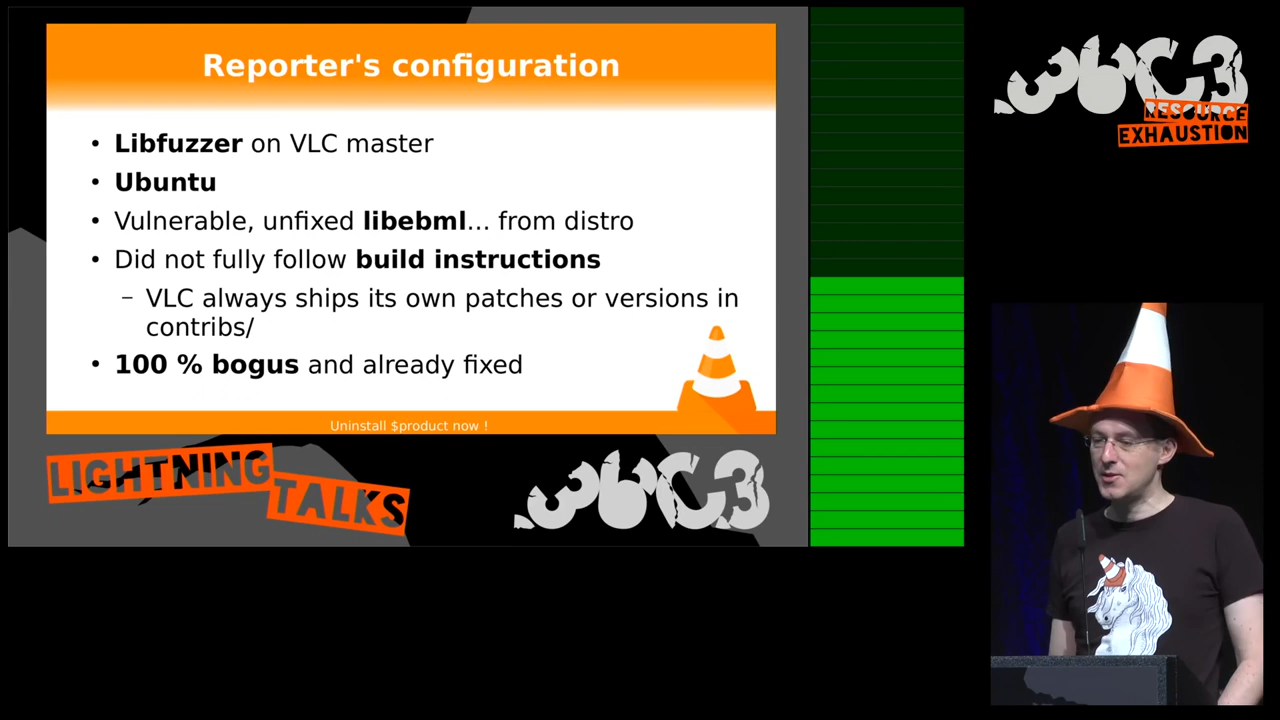 Reporter's configuration
• Libfuzzer on VLC master
• Ubuntu
• Vulnerable, unfixed libebml... from distro
• Did not fully follow build instructions
– VLC always ships its own patches or versions in
contribs/
• 100 % bogus and already fixed
Uninstall $product now !
LIGHTNING
TALKS
.36C3
.36C3
RESOURCE
EXHAUSTION